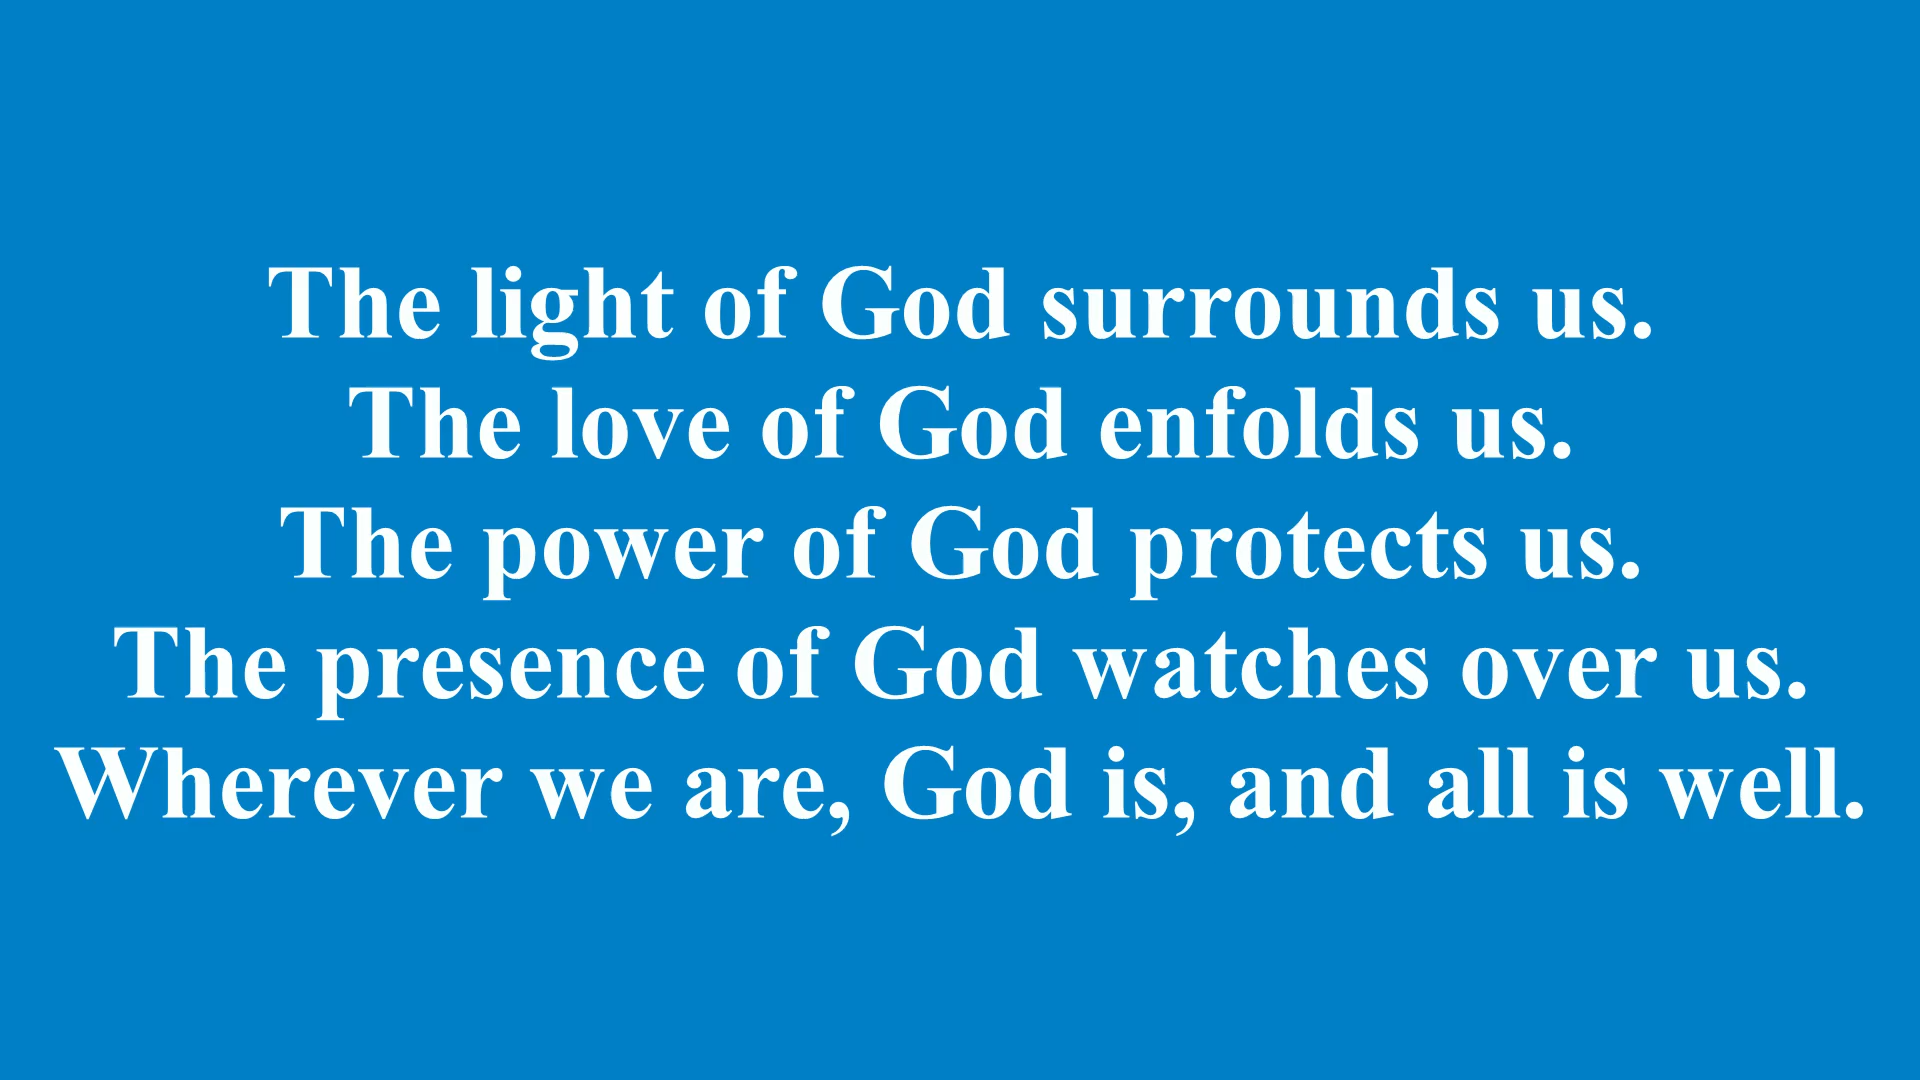 The light of God surrounds us.
The love of God enfolds us.
The power of God protects us.
The presence of God watches over us.
Wherever we are, God is, and all is well.